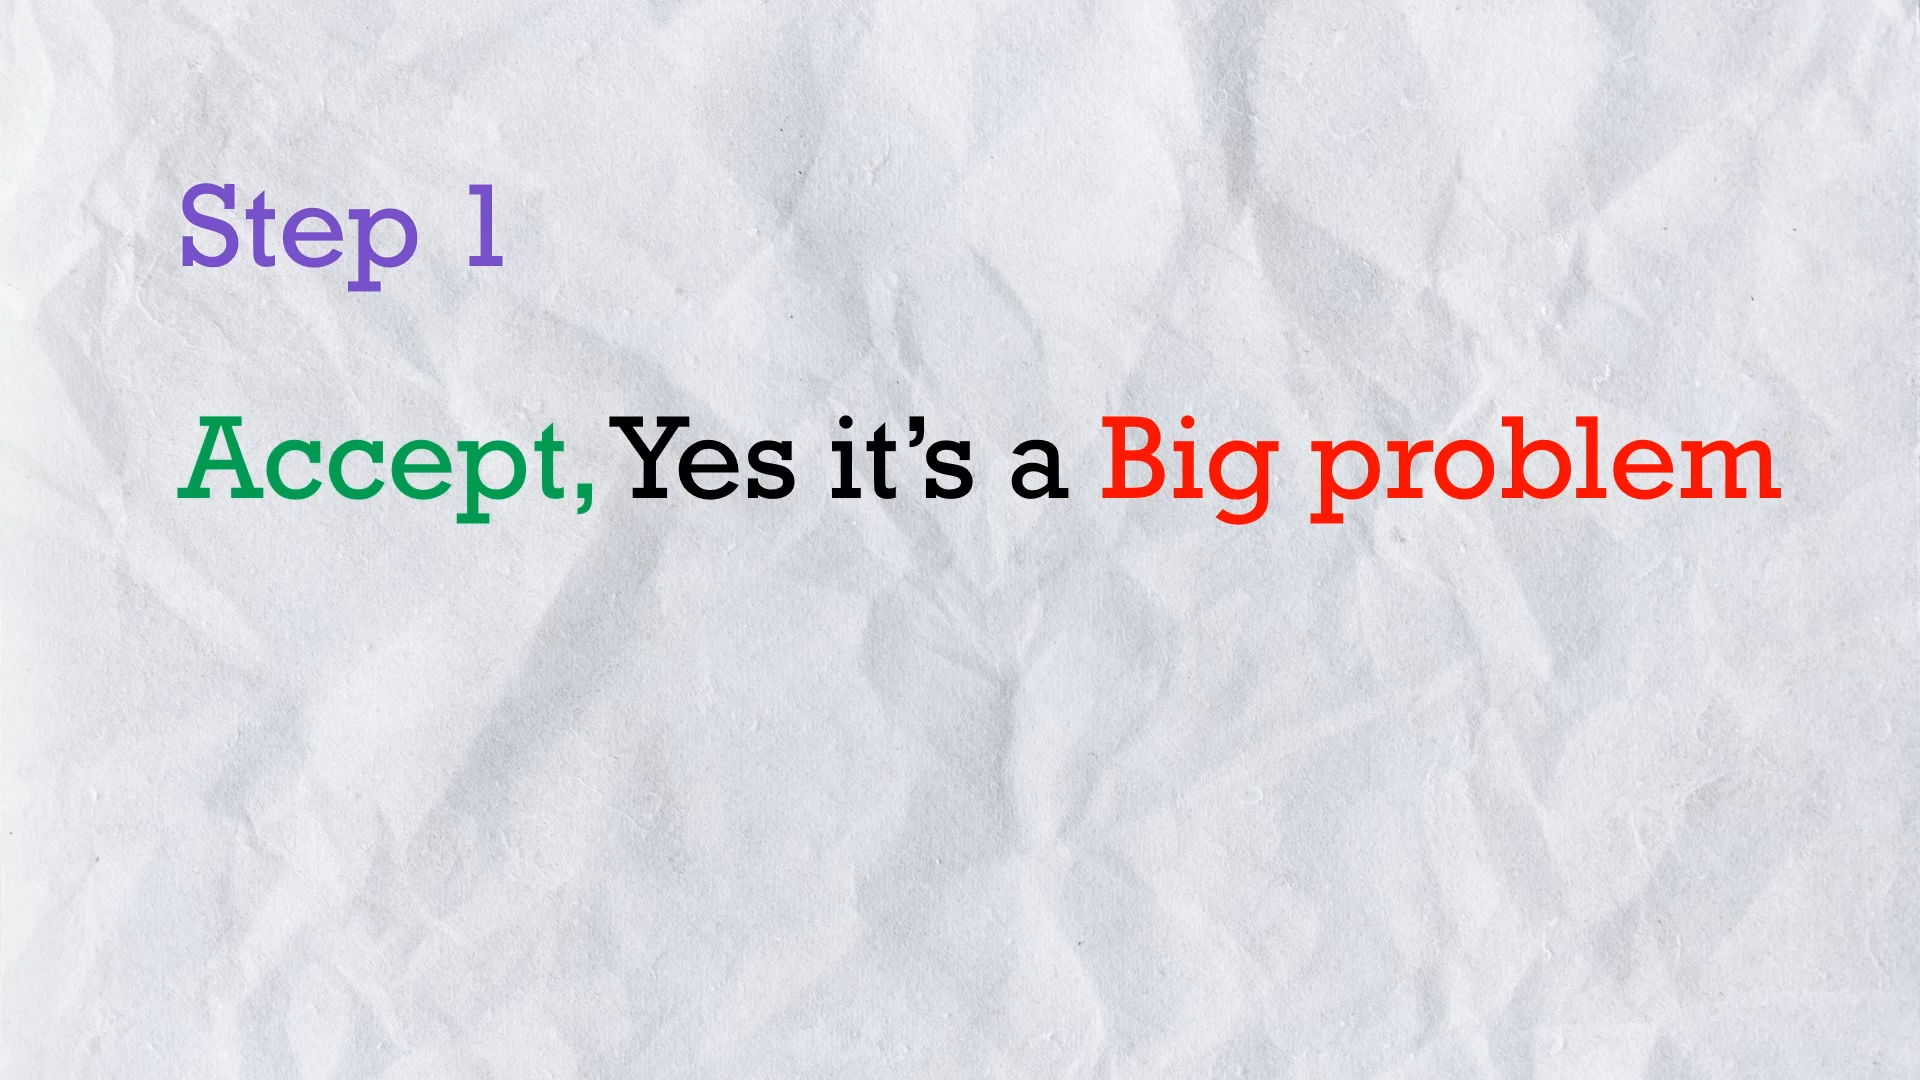 Step 1
Accept, Yes it’s a Big problem